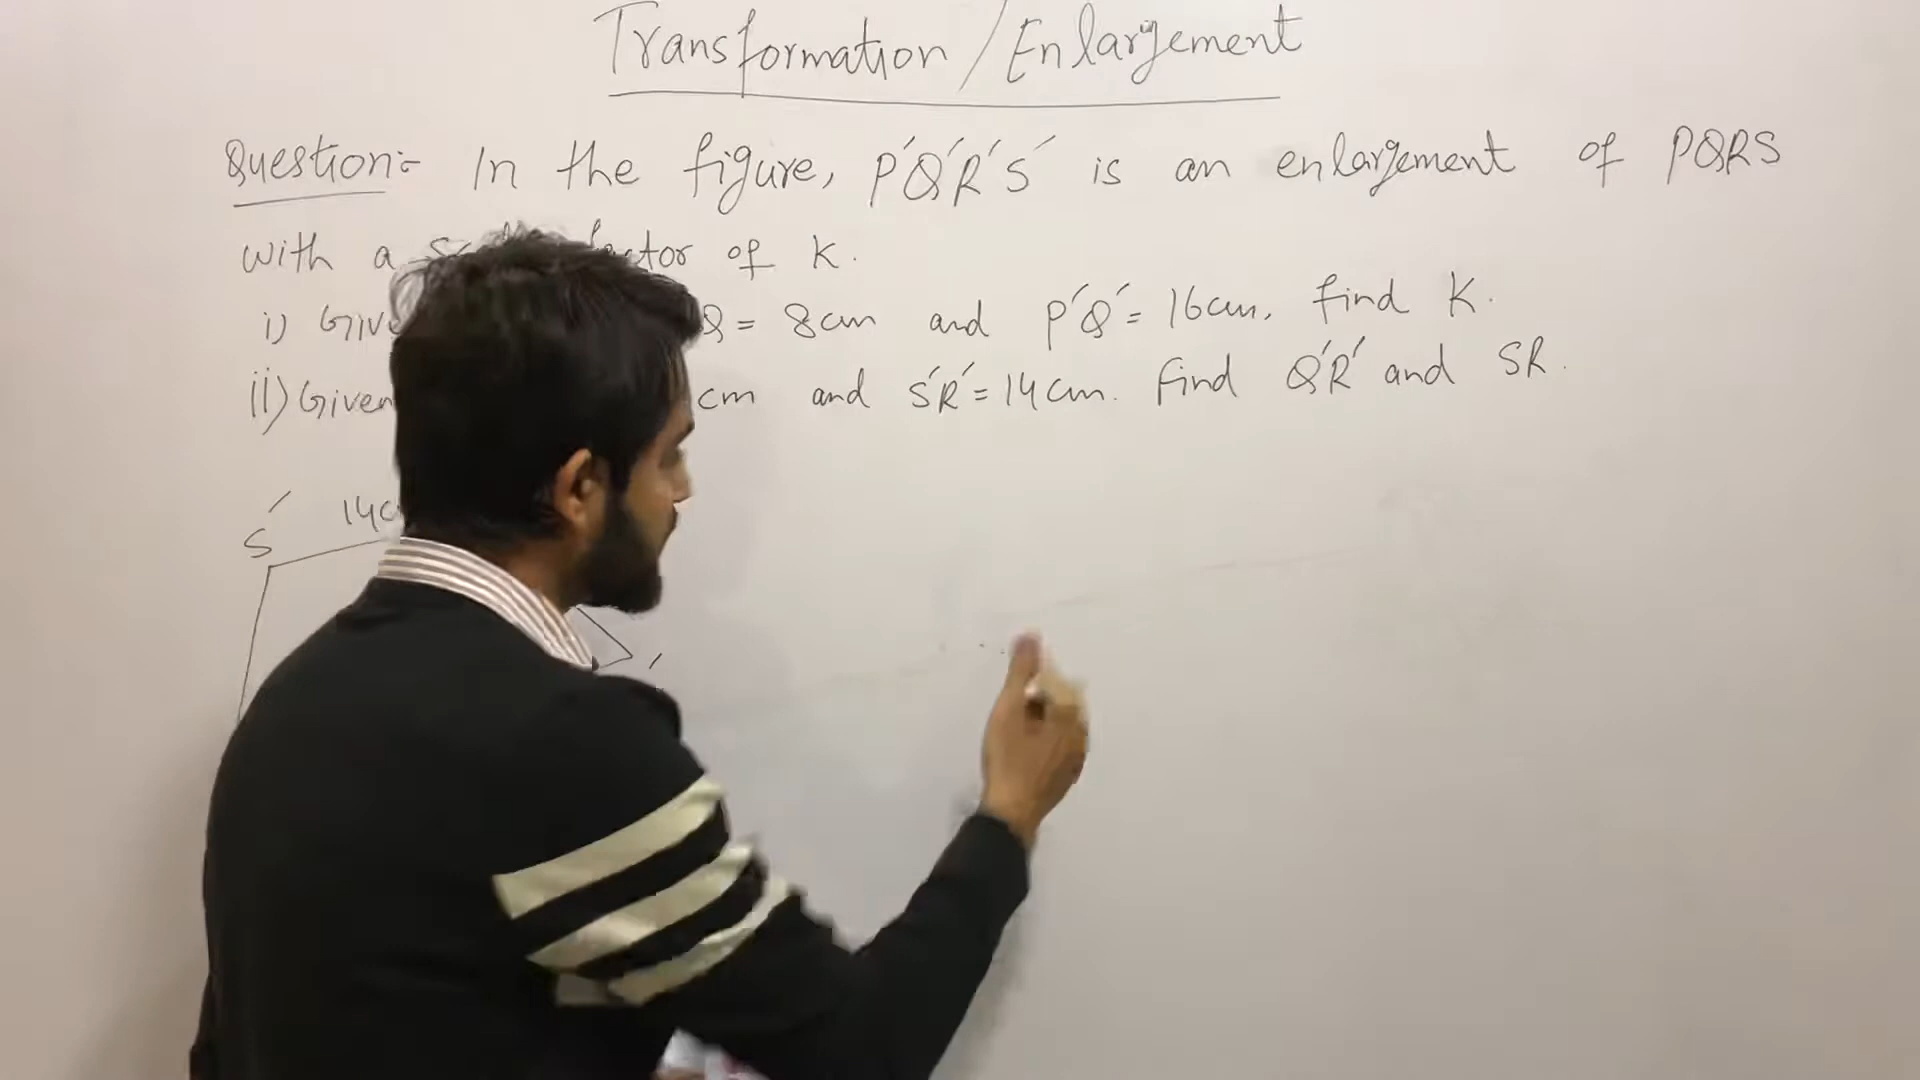 Transformation/Enlargement
Question:- In the figure, P'Q'R'S' is an enlargement of PQRS
with a factor of K.
i) Given = 8cm and P'Q' = 16cm, find K.
ii) Given cm and S'R' = 14cm. Find Q'R' and SR.
14c
S'